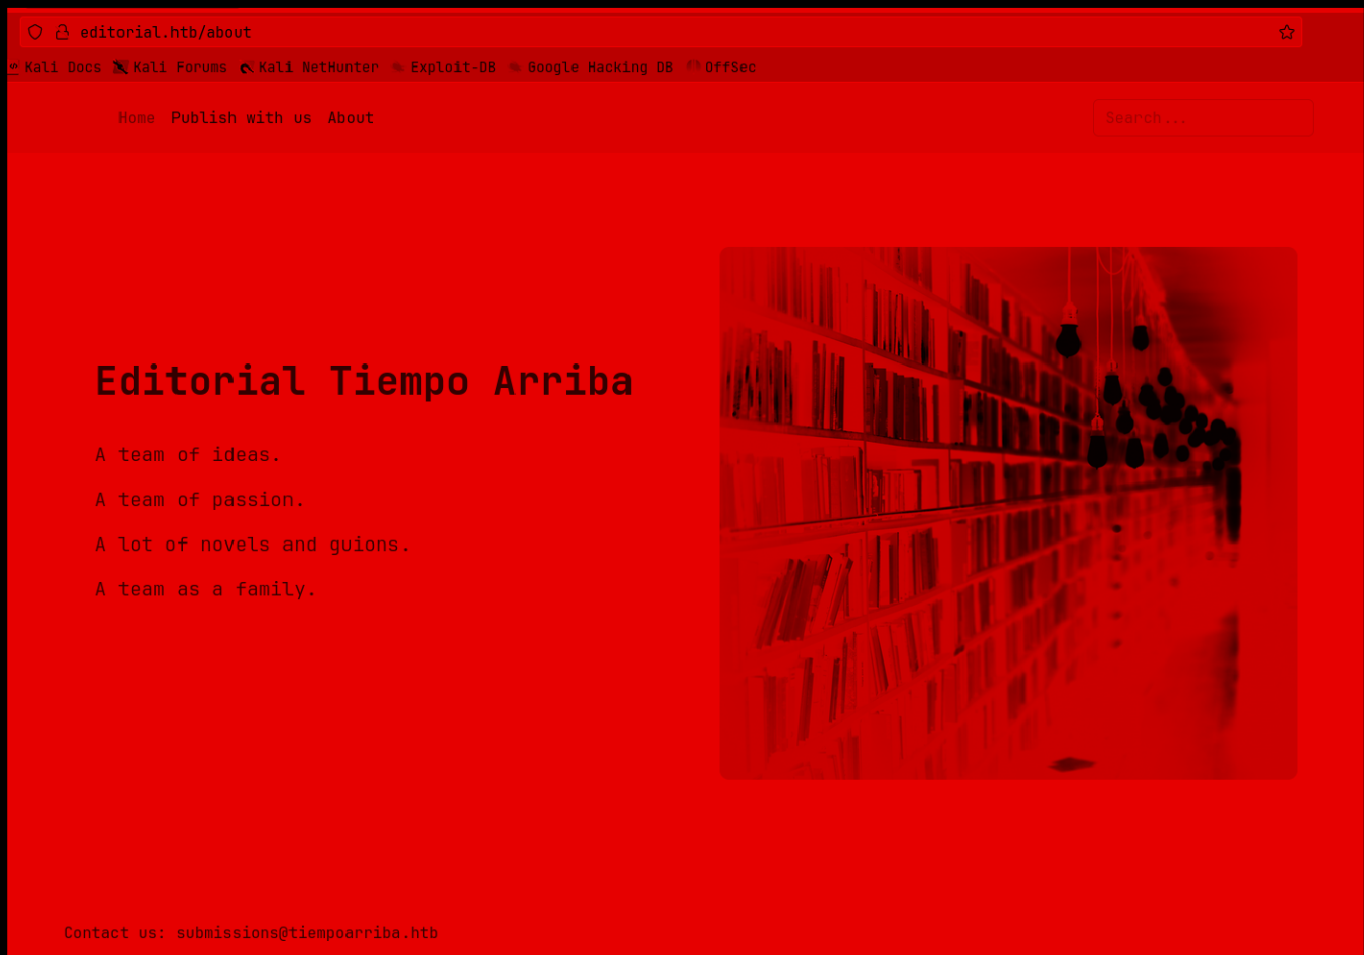 editorial.htb/about
Kali Docs Kali Forums Kali NetHunter Exploit-DB Google Hacking DB OffSec
Home Publish with us About Search...
Editorial Tiempo Arriba
A team of ideas.
A team of passion.
A lot of novels and guions.
A team as a family.
Contact us: submissions@tiempoarriba.htb